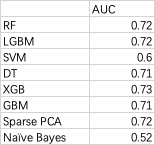 AUC
RF 0.72
LGBM 0.72
SVM 0.6
DT 0.71
XGB 0.73
GBM 0.71
Sparse PCA 0.72
Naïve Bayes 0.52